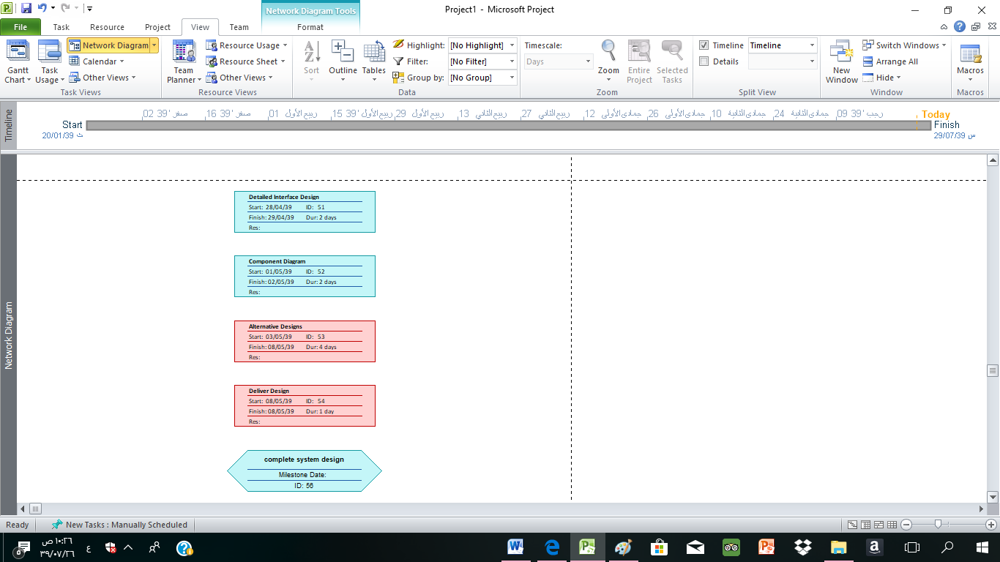 Network Diagram Tools
Project1 - Microsoft Project
File Task Resource Project View Team Format
Gantt Chart
Task Usage
Network Diagram
Calendar
Other Views
Task Views
Team Planner
Resource Usage
Resource Sheet
Other Views
Resource Views
Sort
Outline
Tables
Highlight: [No Highlight]
Filter: [No Filter]
Group by: [No Group]
Data
Timescale:
Days
Zoom
Entire Project
Selected Tasks
Zoom
Timeline Timeline
Details
Split View
New Window
Switch Windows
Arrange All
Hide
Window
Macros
Macros
Timeline
02 صفر ' 39
16 صفر ' 39
01 ربيع الأول
15 ربيع الأول ' 39
29 ربيع الأول
13 ربيع الثاني
27 ربيع الثاني
12 جمادى الأولى
26 جمادى الأولى
10 جمادى الثانية
24 جمادى الثانية
09 رجب ' 39
Today
Start
20/01/39 ث
Finish
29/07/39 س
Network Diagram
Detailed Interface Design
Start: 28/04/39 ID: 51
Finish: 29/04/39 Dur: 2 days
Res:
Component Diagram
Start: 01/05/39 ID: 52
Finish: 02/05/39 Dur: 2 days
Res:
Alternative Designs
Start: 03/05/39 ID: 53
Finish: 08/05/39 Dur: 4 days
Res:
Deliver Design
Start: 08/05/39 ID: 54
Finish: 08/05/39 Dur: 1 day
Res:
complete system design
Milestone Date:
ID: 56
Ready
New Tasks : Manually Scheduled
١٠:٢٦ ص
٣٩/٠٧/٢٦
ع